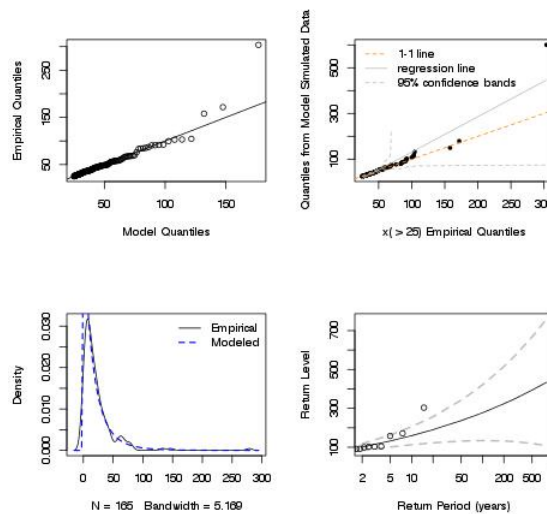 Empirical Quantiles
250
150
50
50 100 150
Model Quantiles
Quantiles from Model Simulated Data
500
300
100
1-1 line
regression line
95% confidence bands
0 50 100 150 200 250 300
x( > 25) Empirical Quantiles
Density
0.030
0.020
0.010
0.000
Empirical
Modeled
0 50 100 150 200 250 300
N = 165 Bandwidth = 5.169
Return Level
700
500
300
100
2 5 10 50 100 500
Return Period (years)